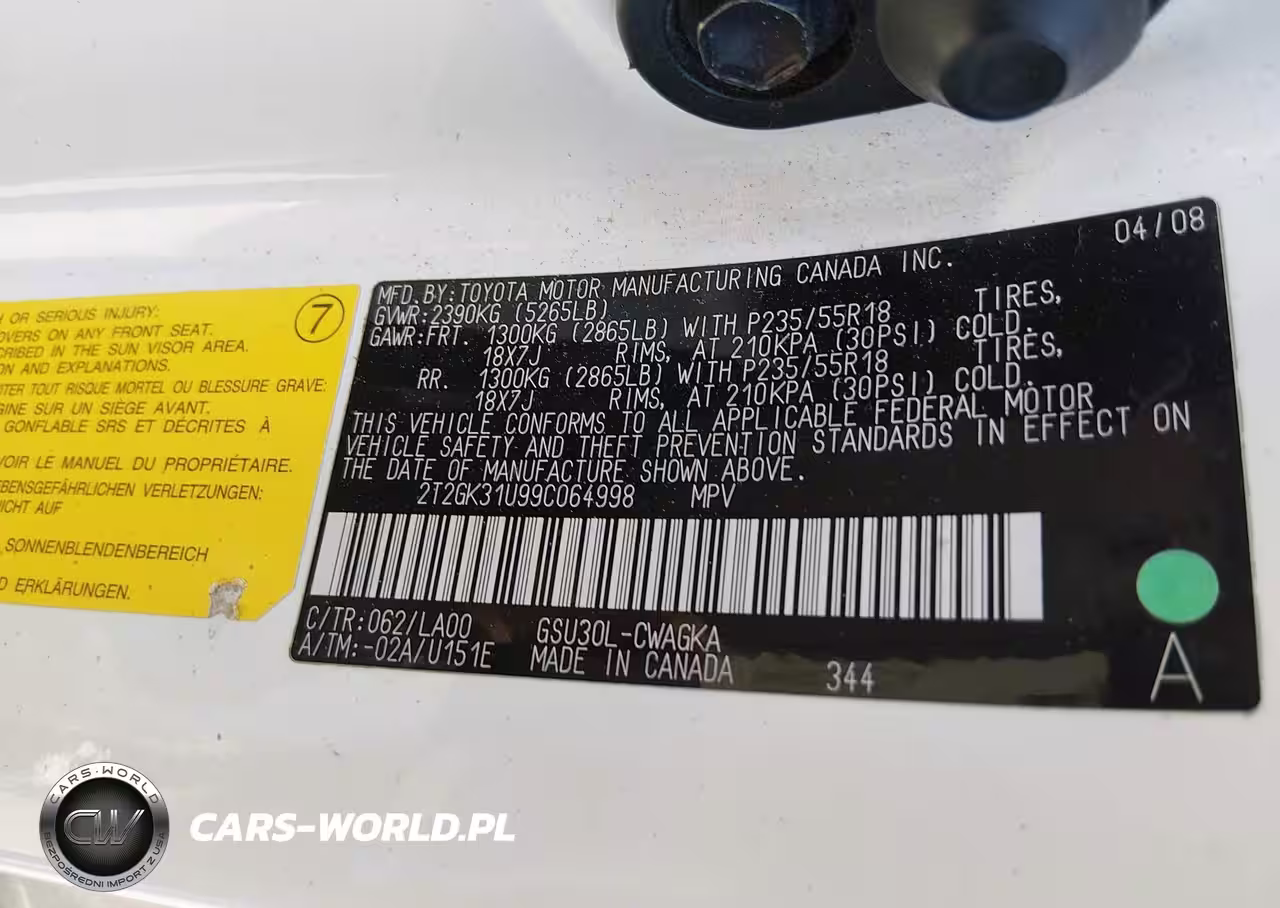 H OR SERIOUS INJURY:
OVERS ON ANY FRONT SEAT.
CRIBED IN THE SUN VISOR AREA.
ON AND EXPLANATIONS.
ITER TOUT RISQUE MORTEL OU BLESSURE GRAVE:
GINE SUR UN SIÈGE AVANT.
GONFLABLE SRS ET DÉCRITES À
VOIR LE MANUEL DU PROPRIÉTAIRE.
EBENSGEFÄHRLICHEN VERLETZUNGEN:
ICHT AUF
SONNENBLENDENBEREICH
D ERKLÄRUNGEN.
7
04/08
MFD.BY:TOYOTA MOTOR MANUFACTURING CANADA INC.
GVWR:2390KG (5265LB)
GAWR:FRT. 1300KG (2865LB) WITH P235/55R18 TIRES,
18X7J RIMS, AT 210KPA (30PSI) COLD.
RR. 1300KG (2865LB) WITH P235/55R18 TIRES,
18X7J RIMS, AT 210KPA (30PSI) COLD.
THIS VEHICLE CONFORMS TO ALL APPLICABLE FEDERAL MOTOR
VEHICLE SAFETY AND THEFT PREVENTION STANDARDS IN EFFECT ON
THE DATE OF MANUFACTURE SHOWN ABOVE.
2T2GK31U99C064998 MPV
C/TR:062/LA00 GSU30L-CWAGKA
A/TM:-02A/U151E MADE IN CANADA 344
A
CARS-WORLD
CW
BEZPOŚREDNI IMPORT Z USA
CARS-WORLD.PL